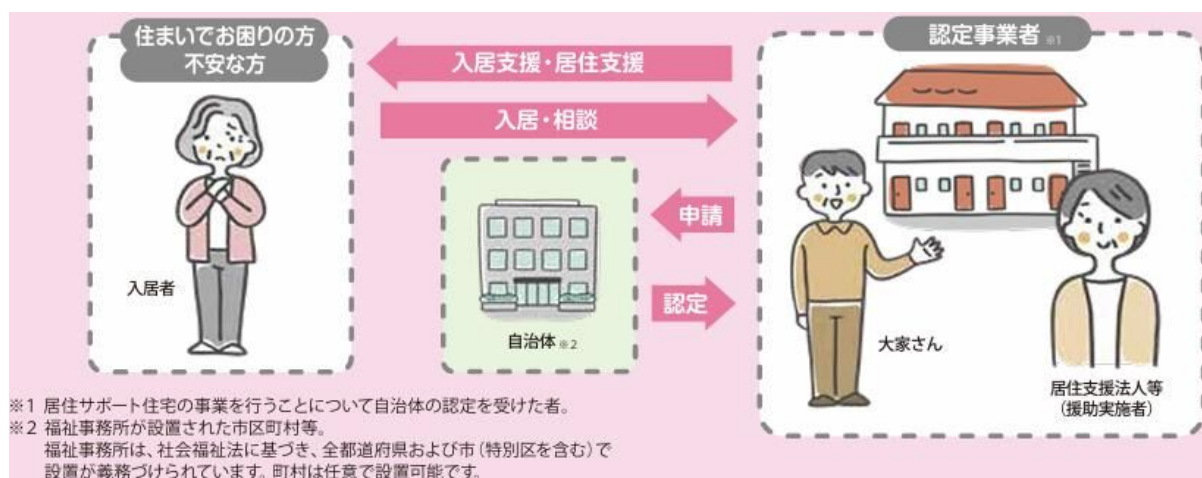 住まいでお困りの方
不安な方
入居者
入居支援・居住支援
入居・相談
申請
認定
自治体 ※2
認定事業者 ※1
大家さん
居住支援法人等
(援助実施者)
※1 居住サポート住宅の事業を行うことについて自治体の認定を受けた者。
※2 福祉事務所が設置された市区町村等。
福祉事務所は、社会福祉法に基づき、全都道府県および市(特別区を含む)で
設置が義務づけられています。町村は任意で設置可能です。